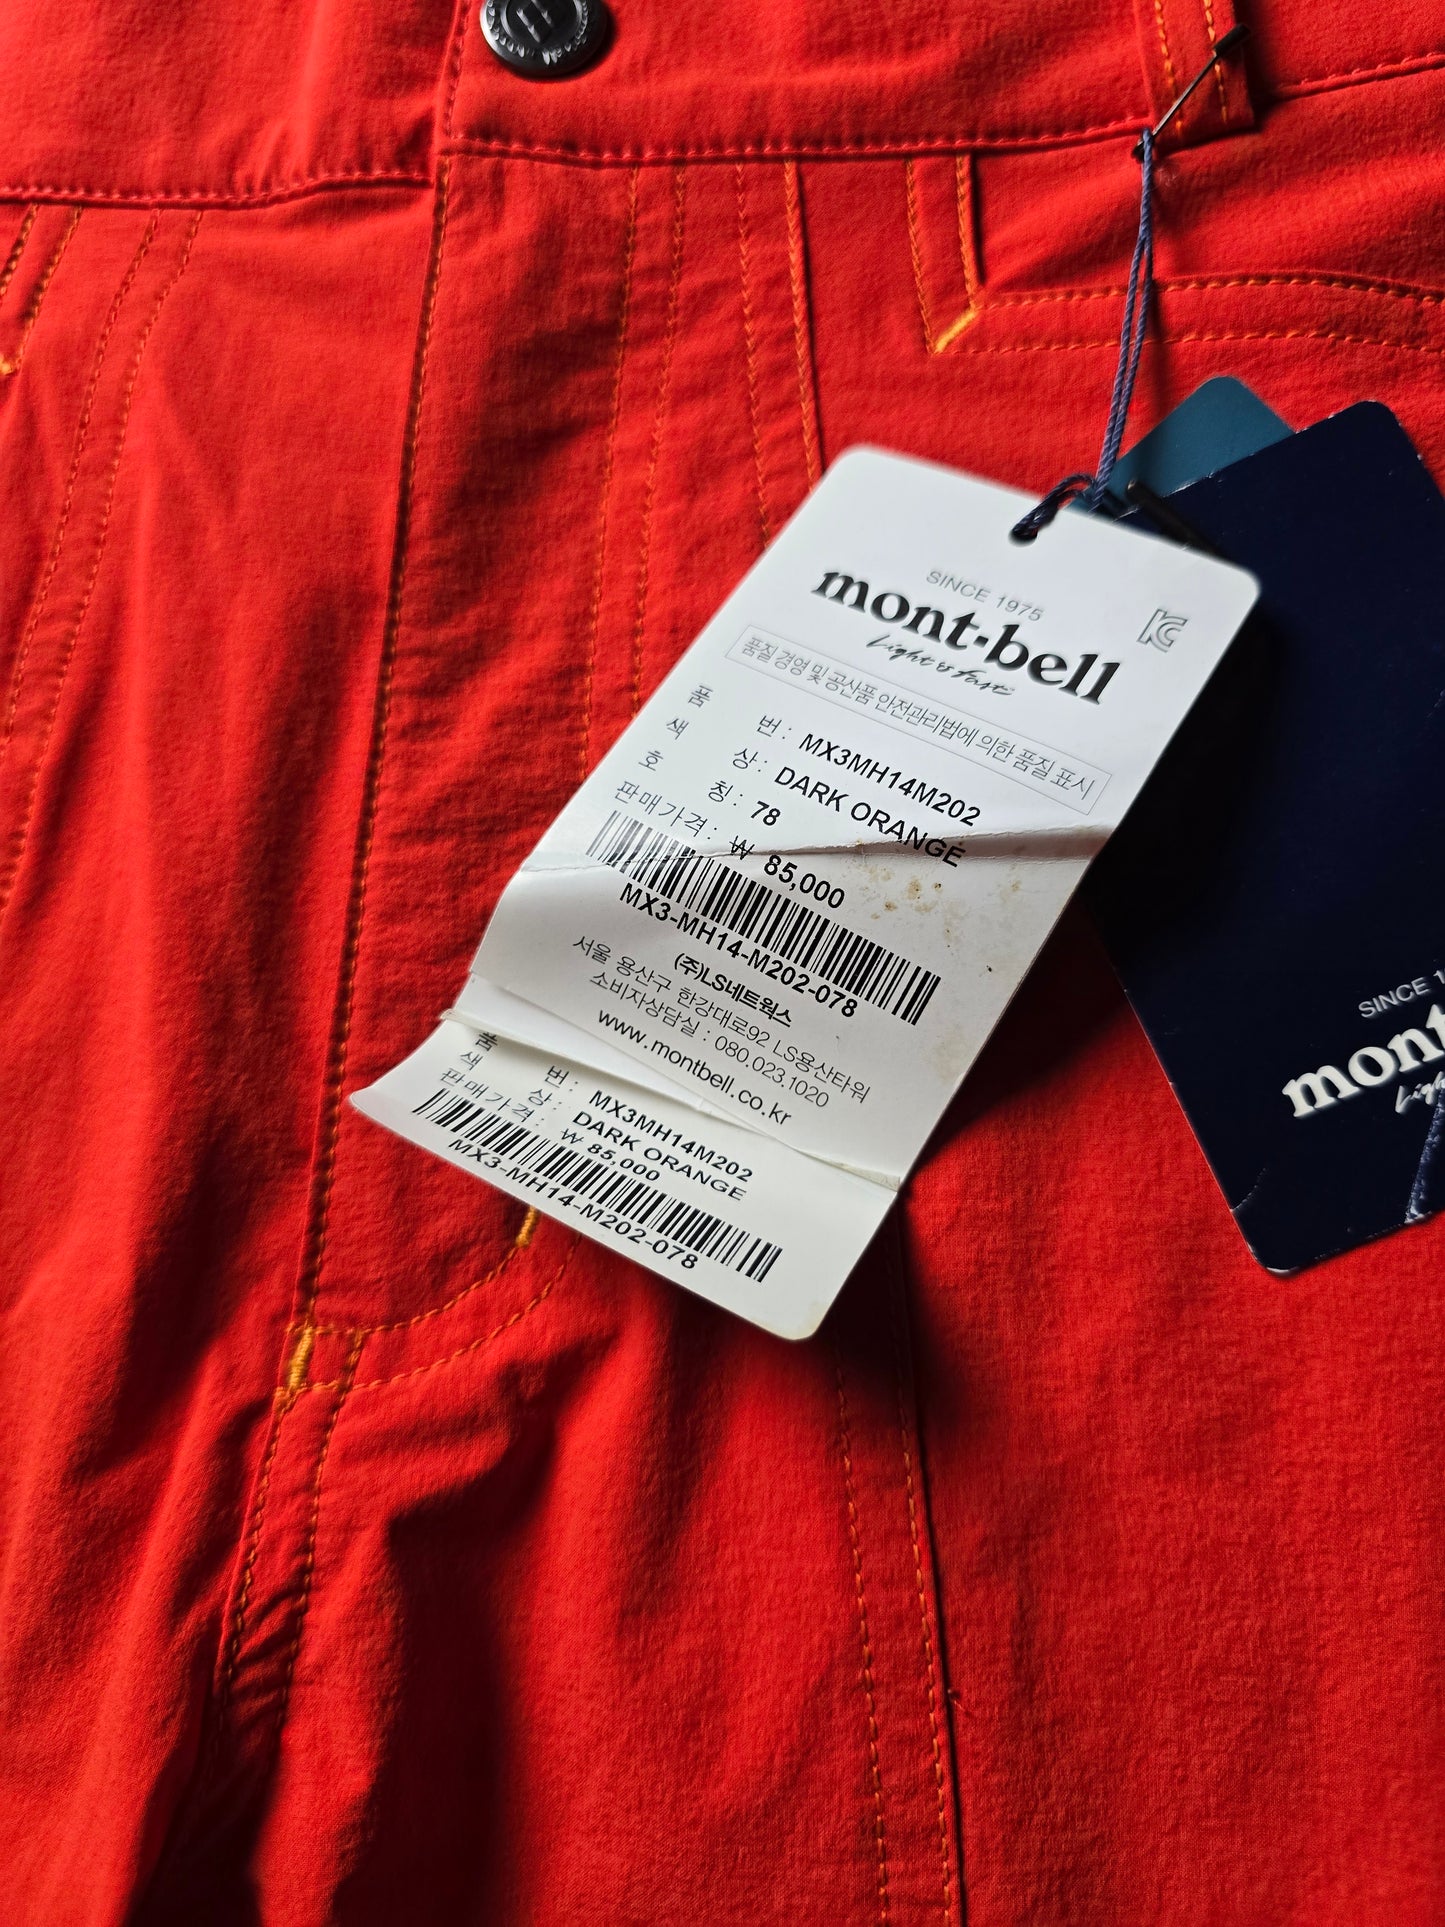 SINCE 1975
mont-bell
Light & Fast
품질 경영 및 공산품 안전관리법에 의한 품질 표시
품 번 : MX3MH14M202
색 상 : DARK ORANGE
호 칭 : 78
판매가격 : ₩ 85,000
MX3-MH14-M202-078
(주)LS네트웍스
서울 용산구 한강대로92 LS용산타워
소비자상담실 : 080.023.1020
www.montbell.co.kr
품 번 : MX3MH14M202
색 상 : DARK ORANGE
판매가격 : ₩ 85,000
MX3-MH14-M202-078
SINCE 1
mont
Ligh